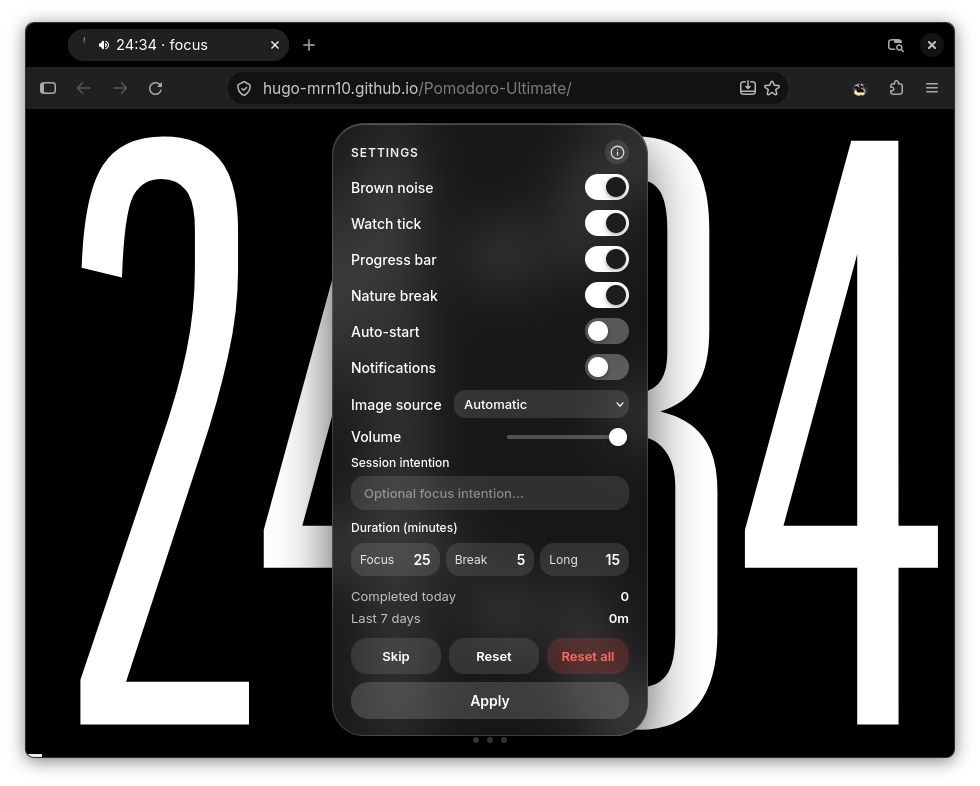 24:34 · focus
hugo-mrn10.github.io/Pomodoro-Ultimate/
24 34
SETTINGS
Brown noise
Watch tick
Progress bar
Nature break
Auto-start
Notifications
Image source Automatic
Volume
Session intention
Optional focus intention...
Duration (minutes)
Focus 25 Break 5 Long 15
Completed today 0
Last 7 days 0m
Skip Reset Reset all
Apply